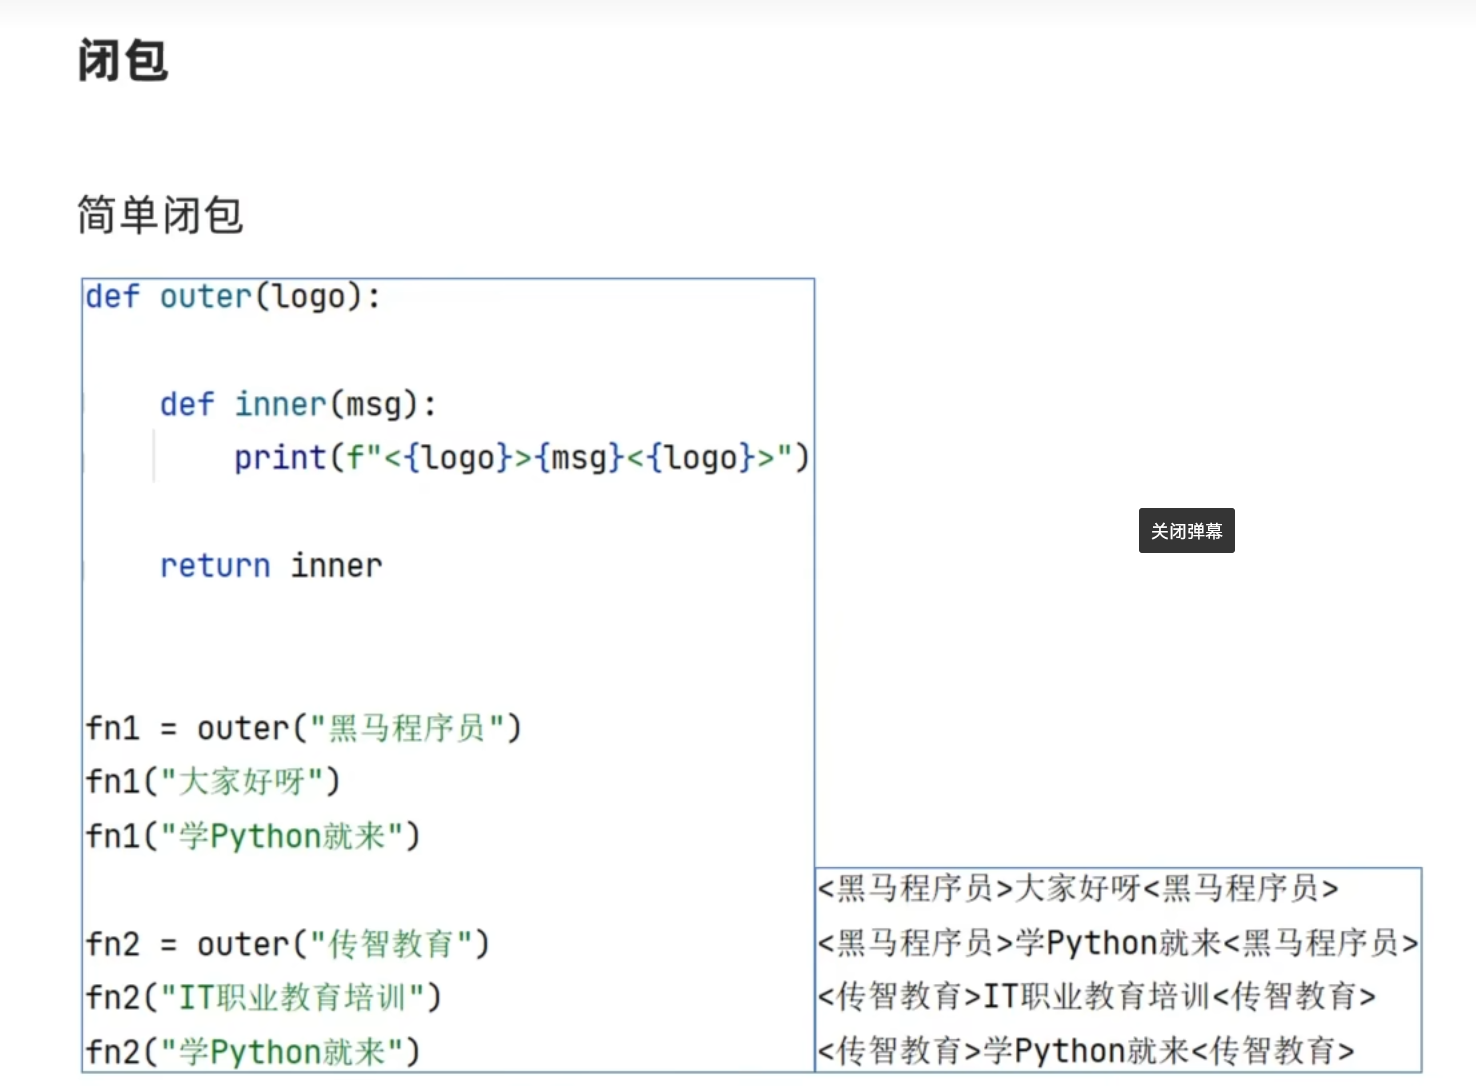 闭包
简单闭包
def outer(logo):
def inner(msg):
print(f"<{logo}>{msg}<{logo}>")
关闭弹幕
return inner
fn1 = outer("黑马程序员")
fn1("大家好呀")
fn1("学Python就来")
fn2 = outer("传智教育")
fn2("IT职业教育培训")
fn2("学Python就来")
<黑马程序员>大家好呀<黑马程序员>
<黑马程序员>学Python就来<黑马程序员>
<传智教育>IT职业教育培训<传智教育>
<传智教育>学Python就来<传智教育>